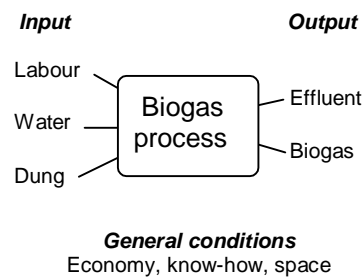 Input
Output
Labour
Water
Dung
Biogas
process
Effluent
Biogas
General conditions
Economy, know-how, space